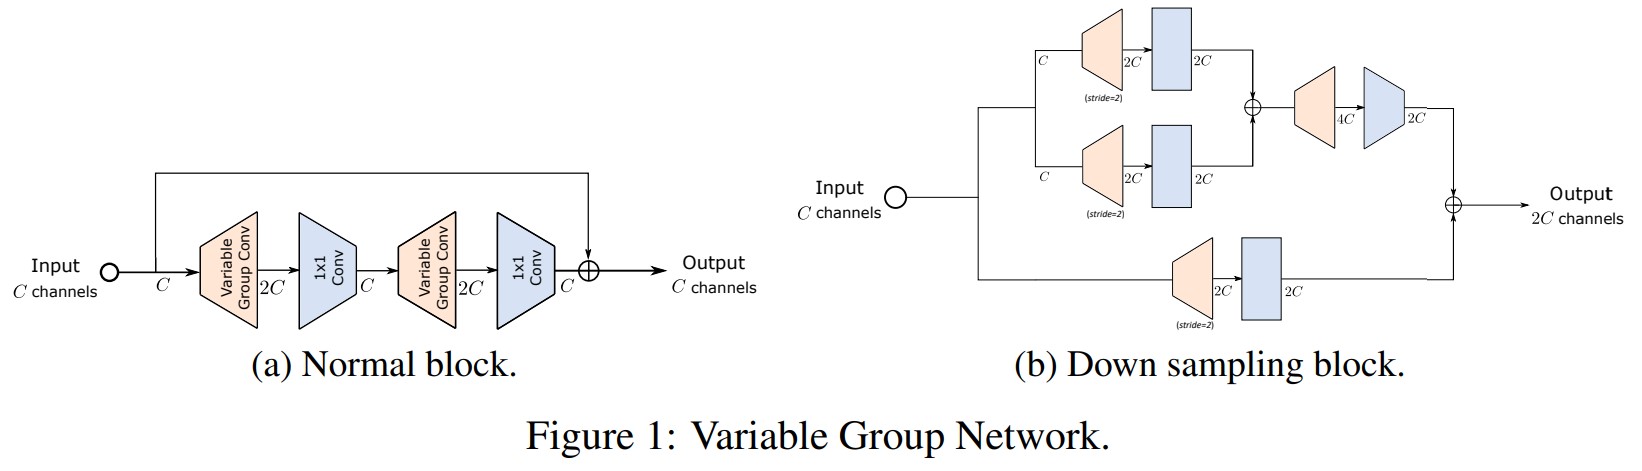 Input
C channels
C
Variable
Group Conv
2C
1x1
Conv
C
Variable
Group Conv
2C
1x1
Conv
C
Output
C channels
(a) Normal block.
Input
C channels
C
(stride=2)
2C
2C
C
(stride=2)
2C
2C
4C
2C
(stride=2)
2C
2C
Output
2C channels
(b) Down sampling block.
Figure 1: Variable Group Network.